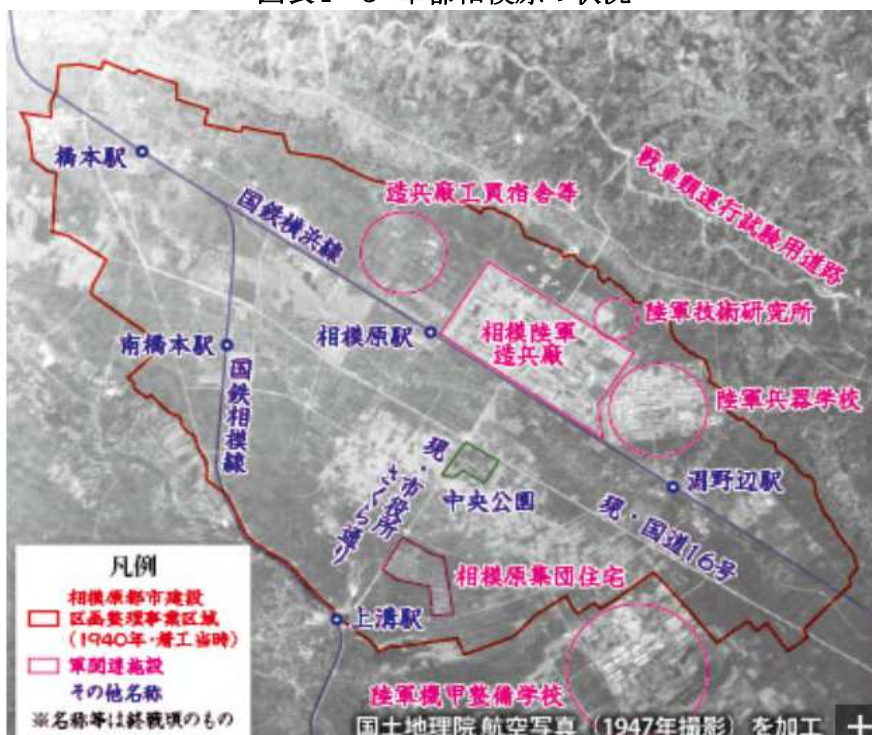 橋本駅
国鉄横浜線
造兵廠工員宿舎等
戦車類運行試験用道路
陸軍技術研究所
相模原駅
相模陸軍
造兵廠
南橋本駅
国鉄相模線
陸軍兵器学校
淵野辺駅
現・市役所
さくら通り
中央公園
現・国道16号
相模原集団住宅
上溝駅
陸軍機甲整備学校
凡例
相模原都市建設
区画整理事業区域
(1940年・着工当時)
軍関連施設
その他名称
※名称等は終戦頃のもの
国土地理院 航空写真（1947年撮影）を加工